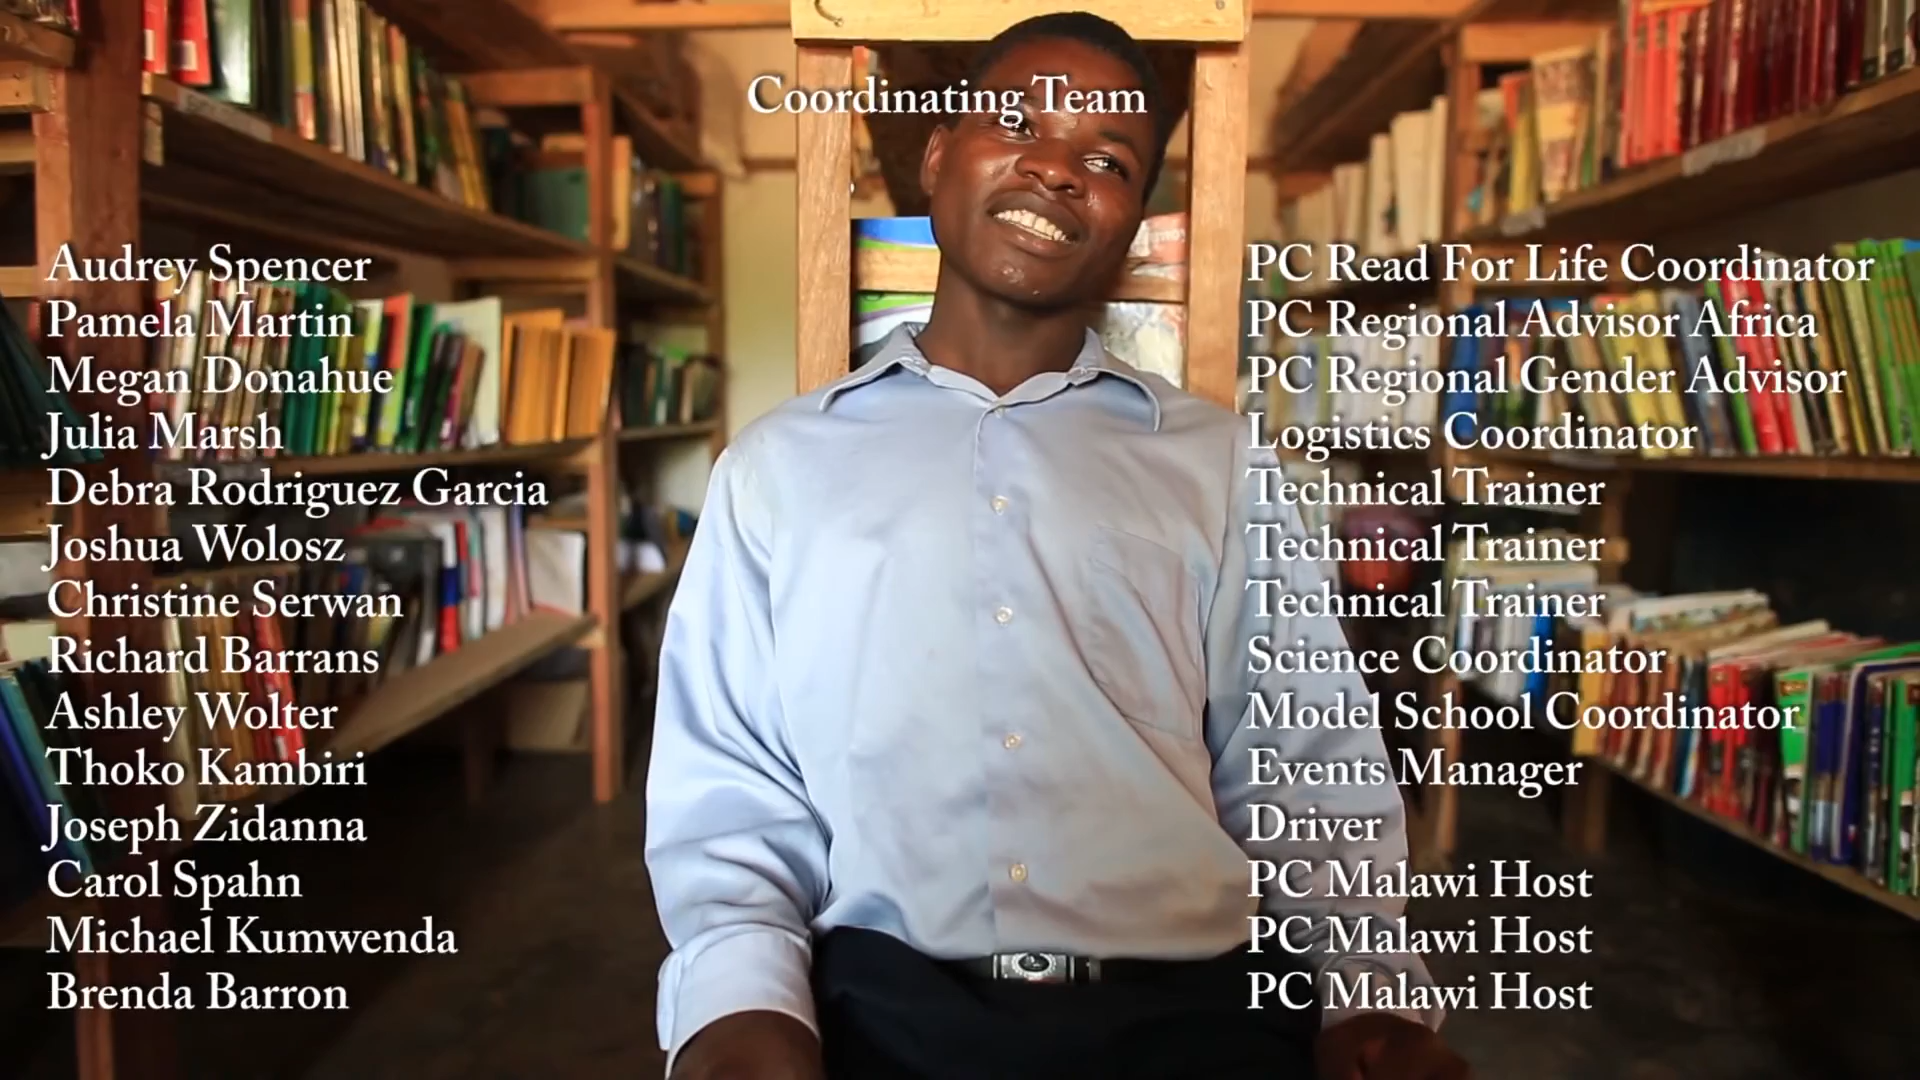 Coordinating Team
Audrey Spencer PC Read For Life Coordinator
Pamela Martin PC Regional Advisor Africa
Megan Donahue PC Regional Gender Advisor
Julia Marsh Logistics Coordinator
Debra Rodriguez Garcia Technical Trainer
Joshua Wolosz Technical Trainer
Christine Serwan Technical Trainer
Richard Barrans Science Coordinator
Ashley Wolter Model School Coordinator
Thoko Kambiri Events Manager
Joseph Zidanna Driver
Carol Spahn PC Malawi Host
Michael Kumwenda PC Malawi Host
Brenda Barron PC Malawi Host